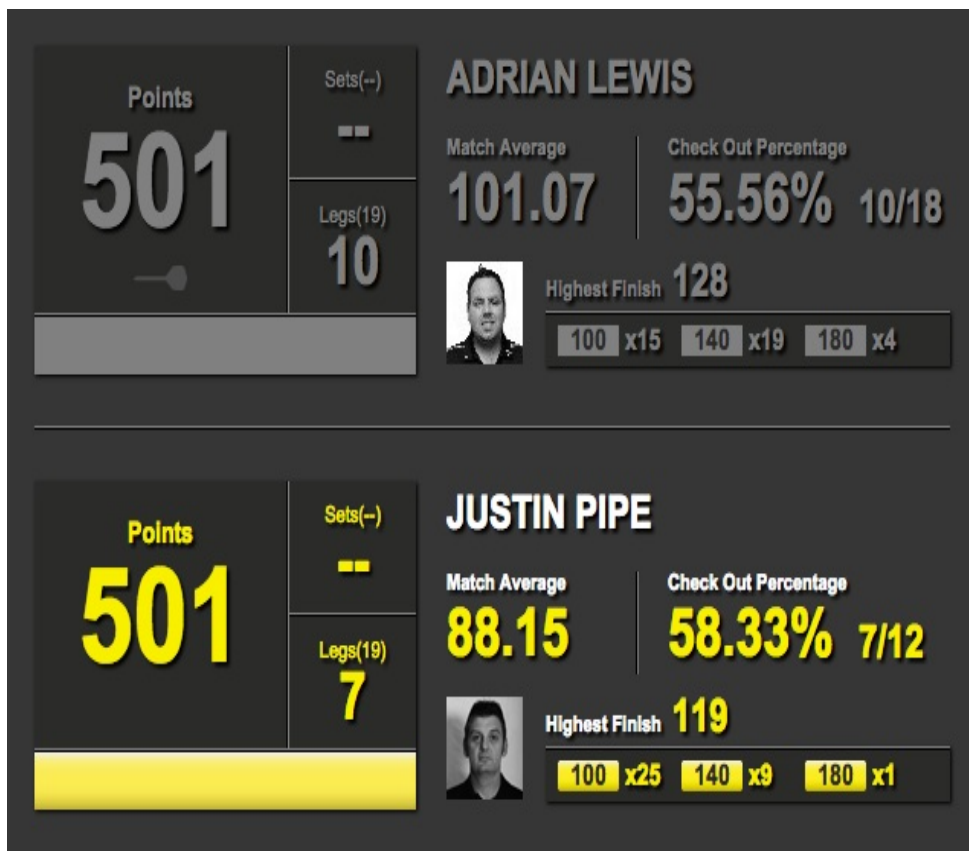 Points
501
Sets(--)
--
Legs(19)
10
ADRIAN LEWIS
Match Average
101.07
Check Out Percentage
55.56% 10/18
Highest Finish 128
100 x15 140 x19 180 x4
Points
501
Sets(--)
--
Legs(19)
7
JUSTIN PIPE
Match Average
88.15
Check Out Percentage
58.33% 7/12
Highest Finish 119
100 x25 140 x9 180 x1